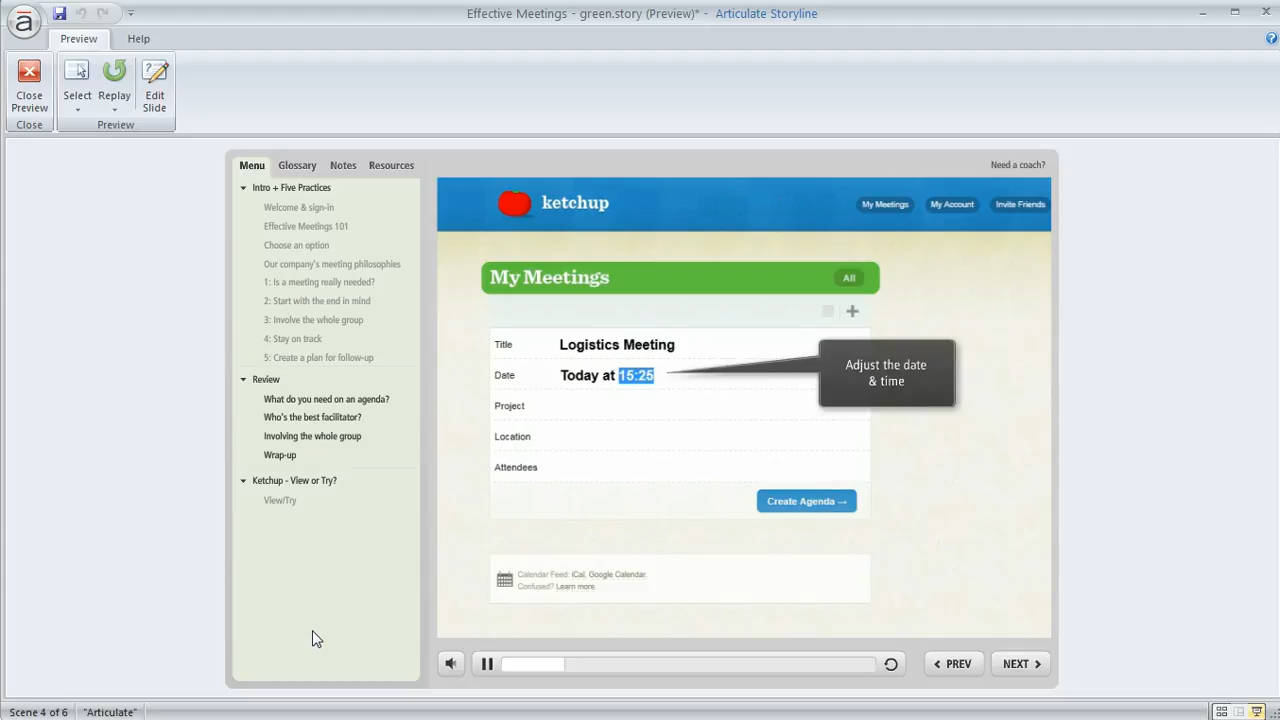 Effective Meetings - green.story (Preview)* - Articulate Storyline
Preview
Help
Close Preview
Select
Replay
Edit Slide
Close
Preview
Menu
Glossary
Notes
Resources
Need a coach?
Intro + Five Practices
Welcome & sign-in
Effective Meetings 101
Choose an option
Our company's meeting philosophies
1: Is a meeting really needed?
2: Start with the end in mind
3: Involve the whole group
4: Stay on track
5: Create a plan for follow-up
Review
What do you need on an agenda?
Who's the best facilitator?
Involving the whole group
Wrap-up
Ketchup - View or Try?
View/Try
ketchup
My Meetings
My Account
Invite Friends
My Meetings
All
Title
Logistics Meeting
Date
Today at 15:25
Adjust the date
& time
Project
Location
Attendees
Create Agenda →
Calendar Feed: iCal, Google Calendar.
Confused? Learn more.
PREV
NEXT
Scene 4 of 6
"Articulate"